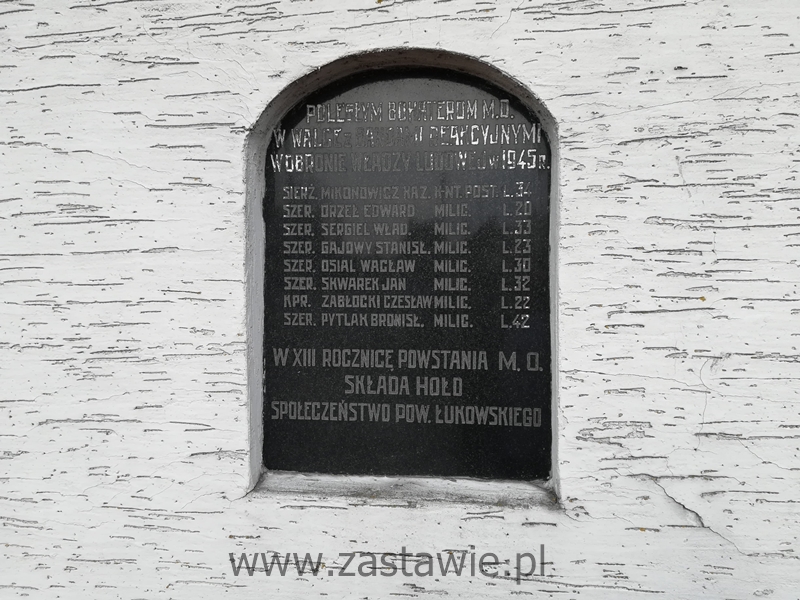 POLEGŁYM BOHATEROM M.O.
W WALCE Z BANDAMI REAKCYJNYMI
W OBRONIE WŁADZY LUDOWEJ W 1945 R.
SIERŻ. MIKONOWICZ KAZ. K-NT. POST. L. 34
SZER. ORZEŁ EDWARD MILIC. L. 20
SZER. SERGIEL WŁAD. MILIC. L. 33
SZER. GAJOWY STANISŁ. MILIC. L. 23
SZER. OSIAL WACŁAW MILIC. L. 30
SZER. SKWAREK JAN MILIC. L. 32
KPR. ZABŁOCKI CZESŁAW MILIC. L. 22
SZER. PYTLAK BRONISŁ. MILIC. L. 42
W XIII ROCZNICĘ POWSTANIA M. O.
SKŁADA HOŁD
SPOŁECZEŃSTWO POW. ŁUKOWSKIEGO
www.zastawie.pl